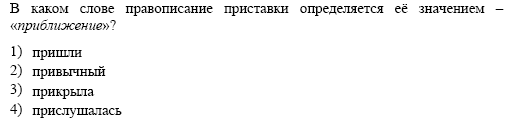 В каком слове правописание приставки определяется её значением –
«приближение»?
1) пришли
2) привычный
3) прикрыла
4) прислушалась